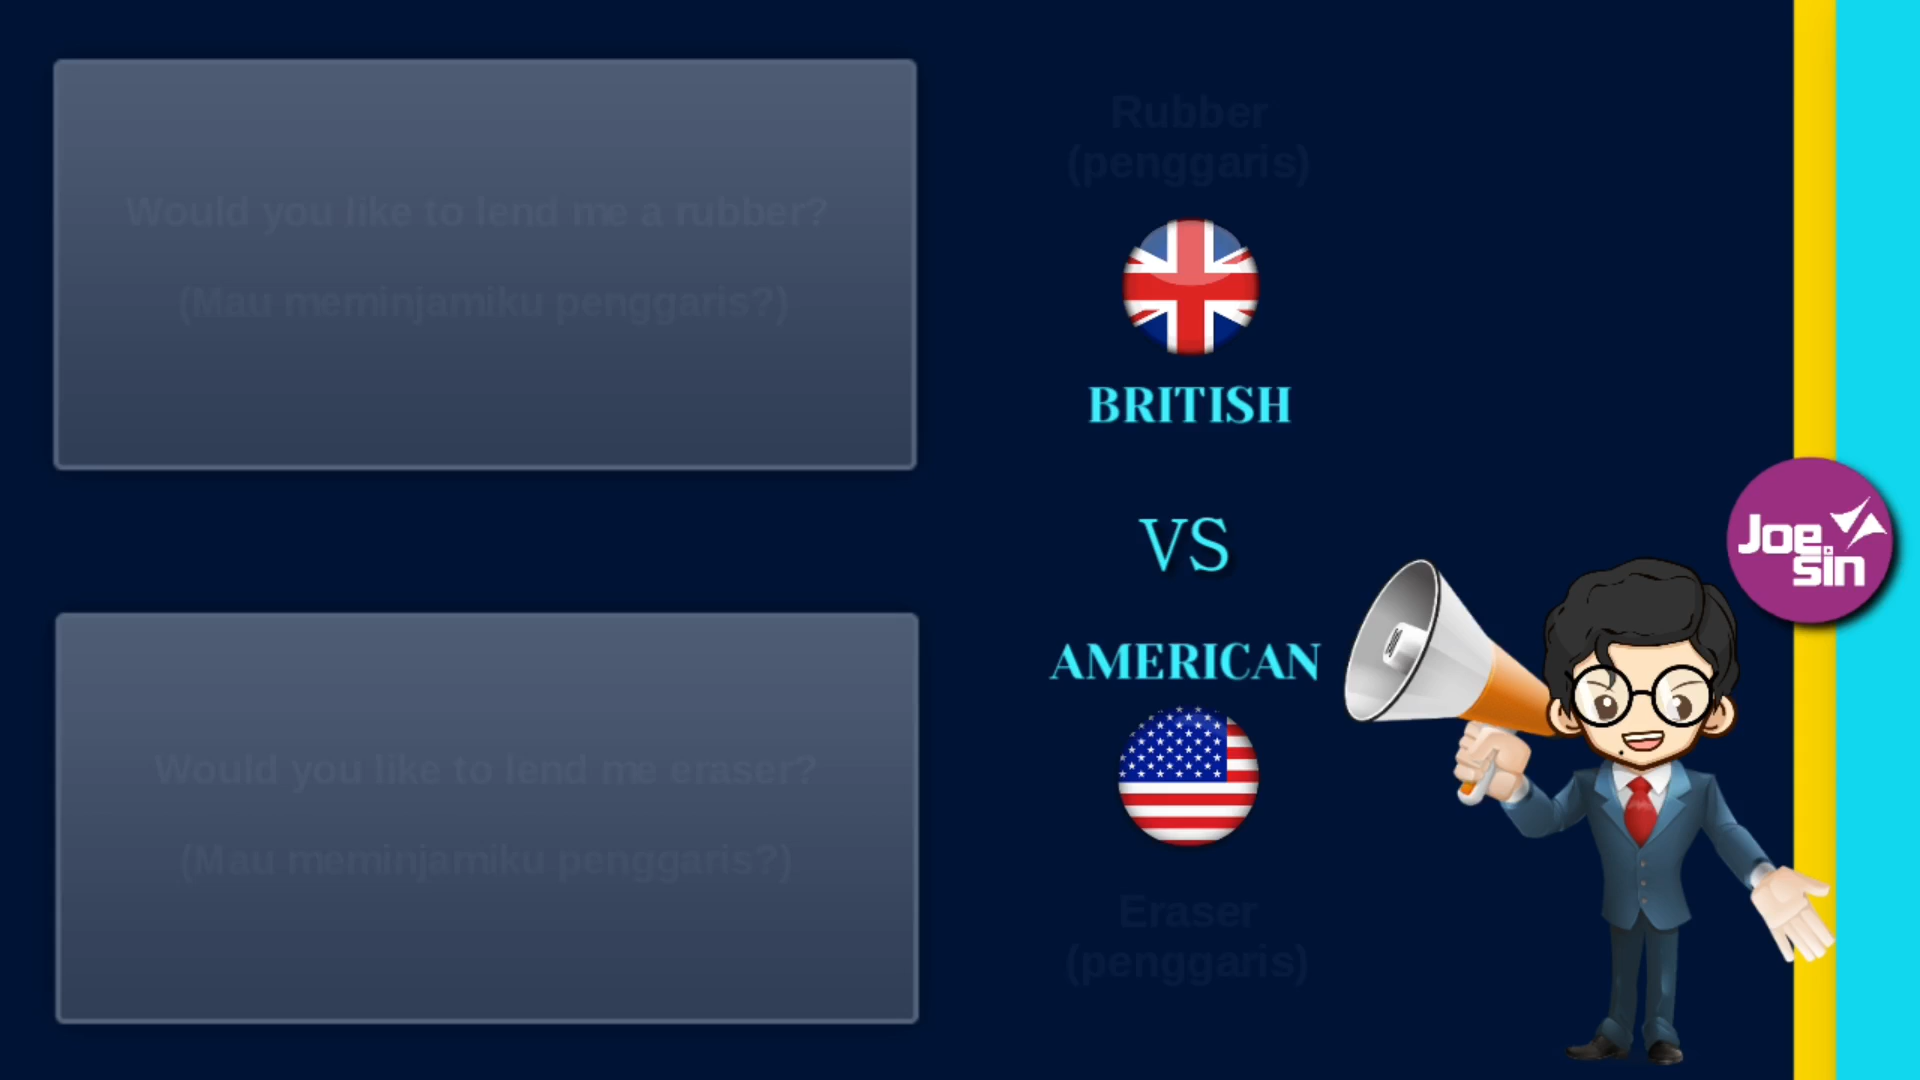 Would you like to lend me a rubber?
(Mau meminjamiku penggaris?)
Rubber
(penggaris)
BRITISH
VS
AMERICAN
Would you like to lend me eraser?
(Mau meminjamiku penggaris?)
Eraser
(penggaris)
Joe
sin